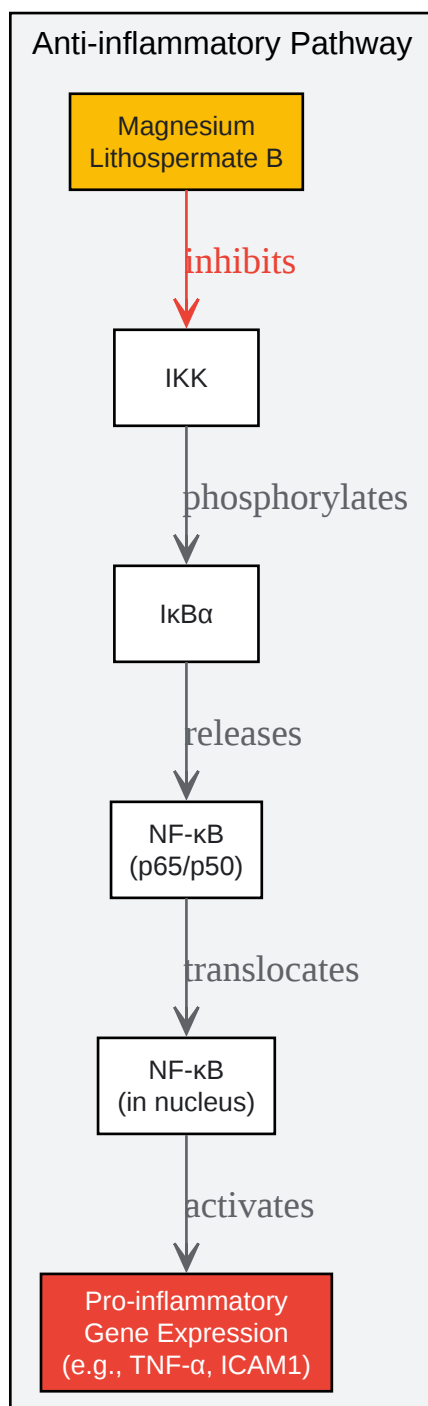 Anti-inflammatory Pathway
Magnesium
Lithospermate B
inhibits
IKK
phosphorylates
IκBα
releases
NF-κB
(p65/p50)
translocates
NF-κB
(in nucleus)
activates
Pro-inflammatory
Gene Expression
(e.g., TNF-α, ICAM1)